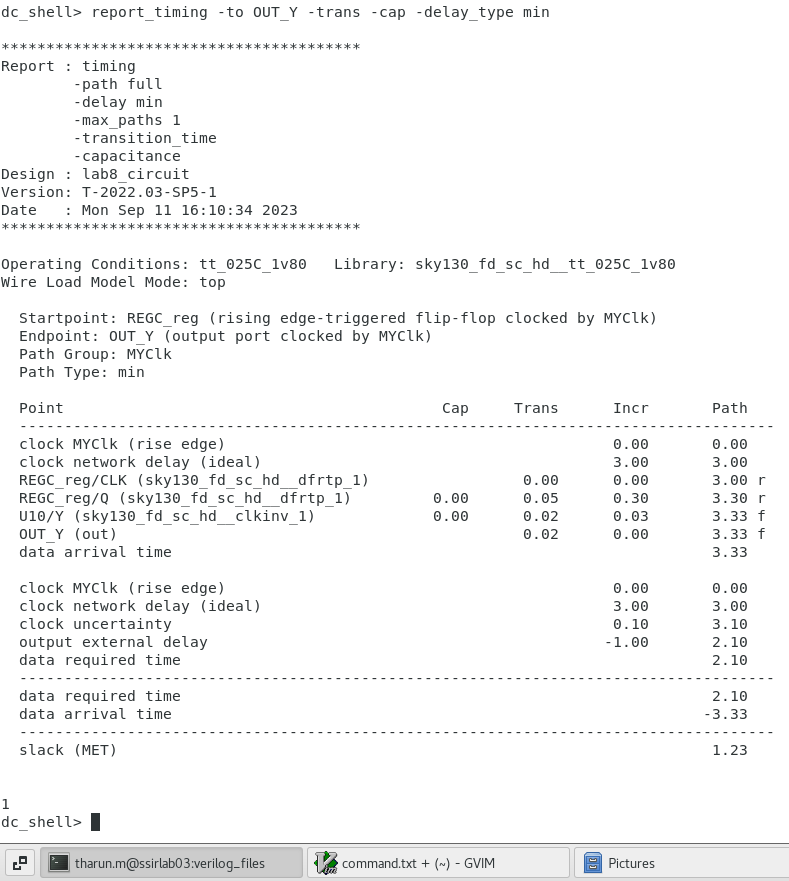 dc_shell> report_timing -to OUT_Y -trans -cap -delay_type min
****************************************
Report : timing
        -path full
        -delay min
        -max_paths 1
        -transition_time
        -capacitance
Design : lab8_circuit
Version: T-2022.03-SP5-1
Date   : Mon Sep 11 16:10:34 2023
****************************************
Operating Conditions: tt_025C_1v80   Library: sky130_fd_sc_hd__tt_025C_1v80
Wire Load Model Mode: top
  Startpoint: REGC_reg (rising edge-triggered flip-flop clocked by MYClk)
  Endpoint: OUT_Y (output port clocked by MYClk)
  Path Group: MYClk
  Path Type: min
  Point                                          Cap     Trans      Incr       Path
  ------------------------------------------------------------------------------------
  clock MYClk (rise edge)                                           0.00       0.00
  clock network delay (ideal)                                       3.00       3.00
  REGC_reg/CLK (sky130_fd_sc_hd__dfrtp_1)                 0.00      0.00       3.00 r
  REGC_reg/Q (sky130_fd_sc_hd__dfrtp_1)         0.00      0.05      0.30       3.30 r
  U10/Y (sky130_fd_sc_hd__clkinv_1)             0.00      0.02      0.03       3.33 f
  OUT_Y (out)                                             0.02      0.00       3.33 f
  data arrival time                                                            3.33
  clock MYClk (rise edge)                                           0.00       0.00
  clock network delay (ideal)                                       3.00       3.00
  clock uncertainty                                                 0.10       3.10
  output external delay                                            -1.00       2.10
  data required time                                                           2.10
  ------------------------------------------------------------------------------------
  data required time                                                           2.10
  data arrival time                                                           -3.33
  ------------------------------------------------------------------------------------
  slack (MET)                                                                  1.23
1
dc_shell>
tharun.m@ssirlab03:verilog_files
command.txt + (~) - GVIM
Pictures